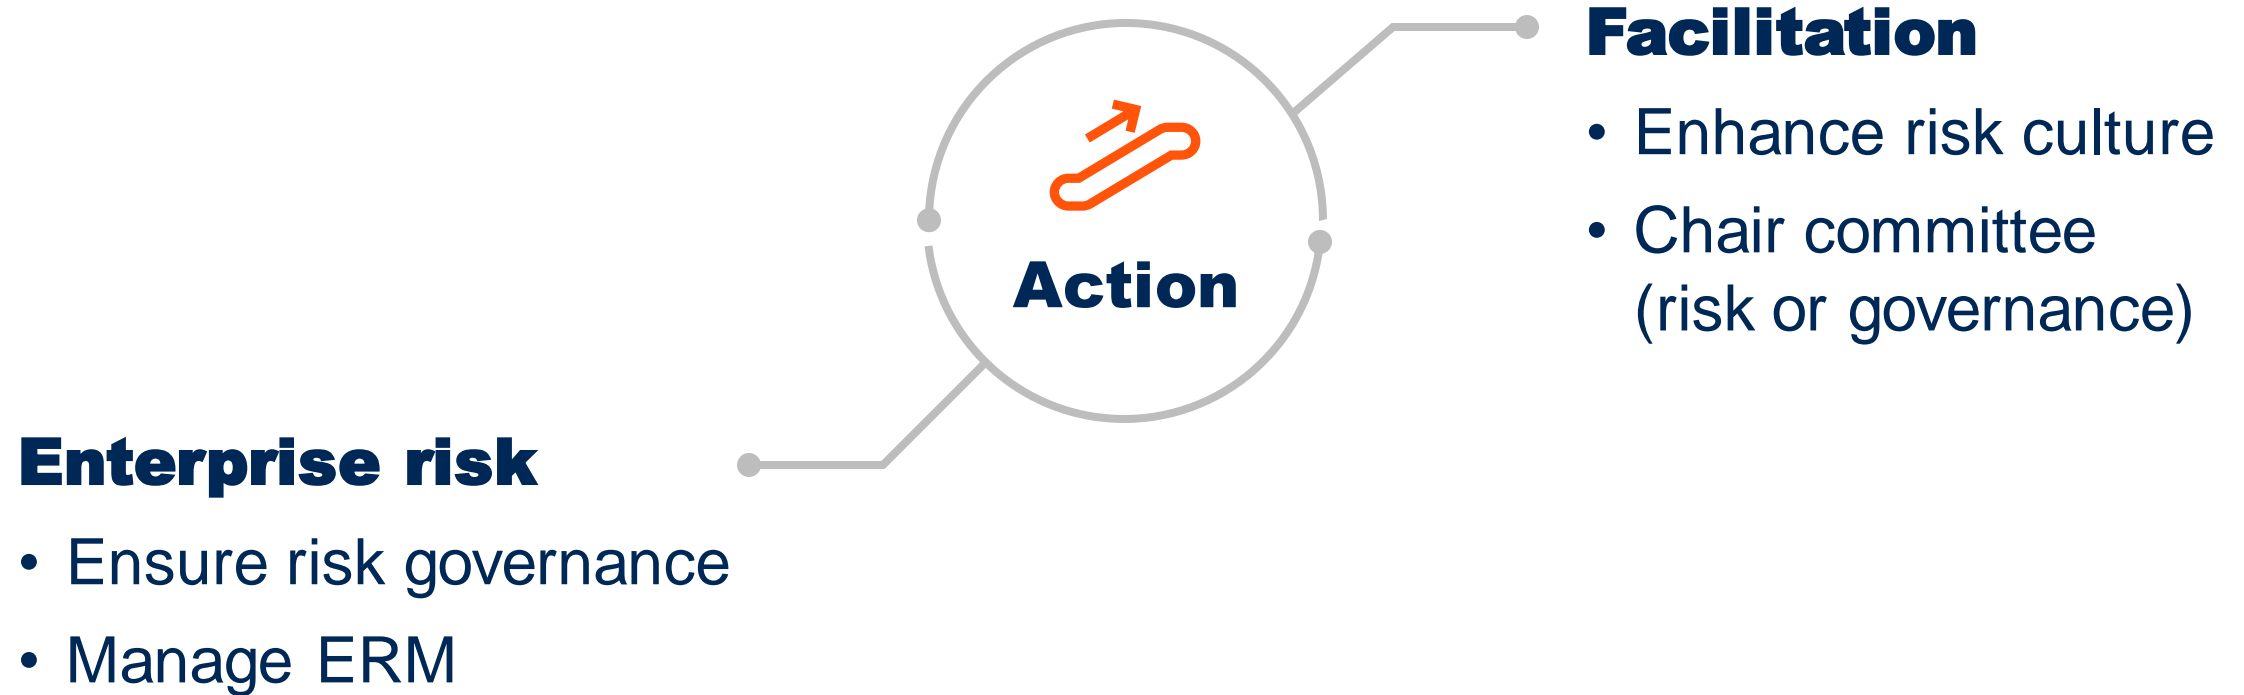 Facilitation
• Enhance risk culture
• Chair committee
(risk or governance)
Action
Enterprise risk
• Ensure risk governance
• Manage ERM